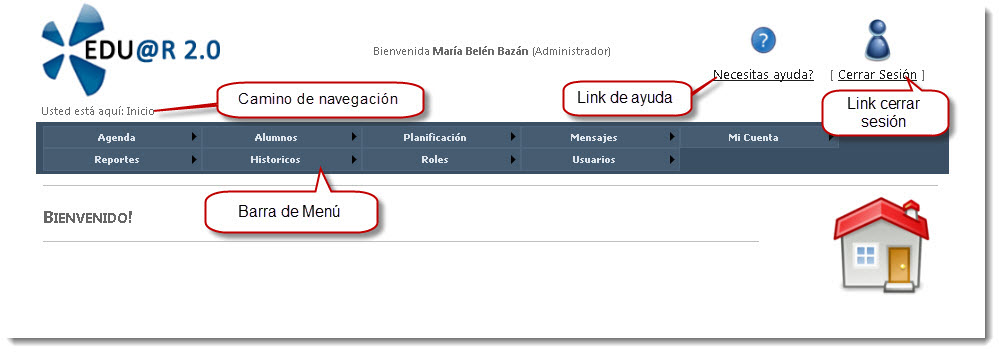 EDU@R 2.0
Bienvenida María Belén Bazán (Administrador)
?
Necesitas ayuda?
[ Cerrar Sesión ]
Usted está aquí: Inicio
Camino de navegación
Link de ayuda
Link cerrar
sesión
Agenda Alumnos Planificación Mensajes Mi Cuenta
Reportes Historicos Roles Usuarios
Barra de Menú
BIENVENIDO!